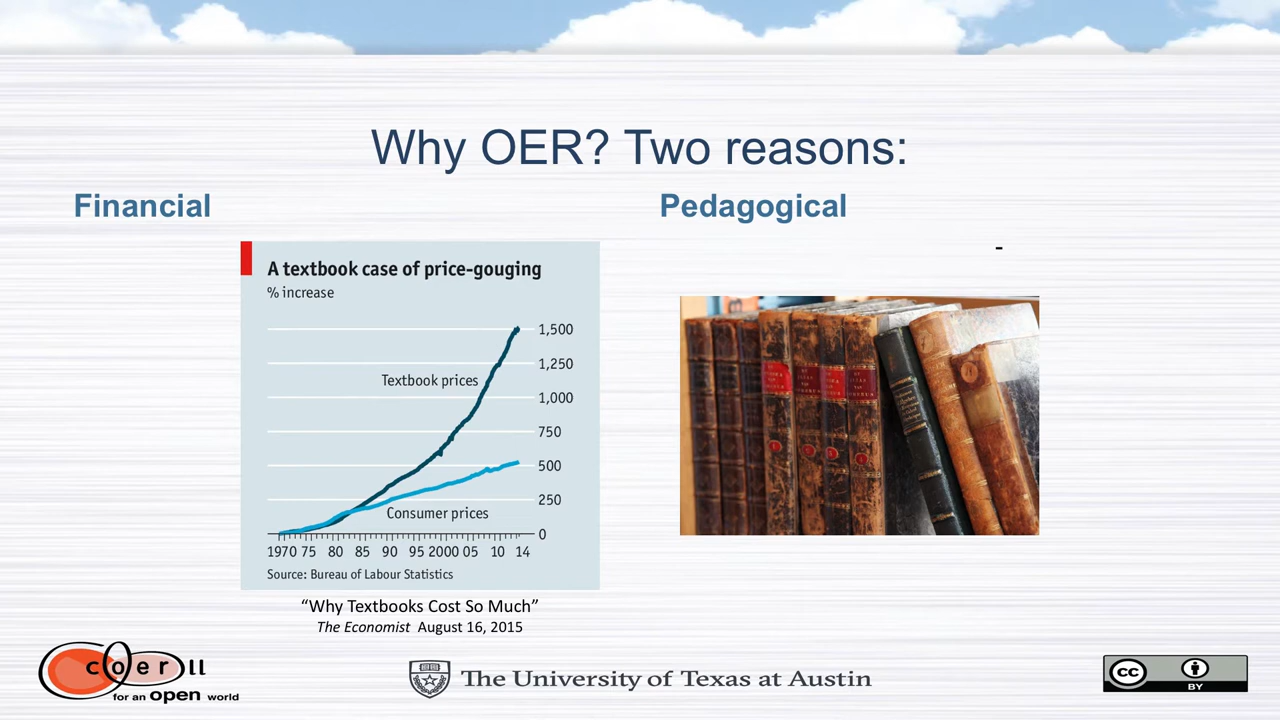 Why OER? Two reasons:
Financial
Pedagogical
-
A textbook case of price-gouging
% increase
1,500
1,250
Textbook prices
1,000
750
500
250
Consumer prices
0
1970 75 80 85 90 95 2000 05 10 14
Source: Bureau of Labour Statistics
“Why Textbooks Cost So Much”
The Economist August 16, 2015
coerll
for an open world
The University of Texas at Austin
cc
BY